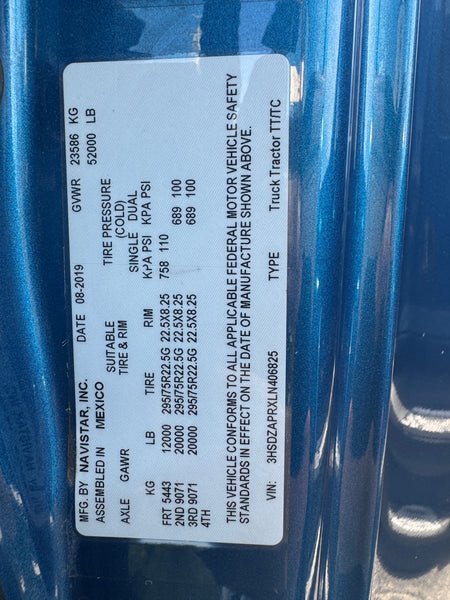 MFG. BY NAVISTAR, INC. DATE 08-2019 GVWR 23586 KG
ASSEMBLED IN MEXICO 52000 LB
SUITABLE TIRE PRESSURE
AXLE GAWR TIRE & RIM (COLD)
SINGLE DUAL
KG LB TIRE RIM KPA PSI KPA PSI
FRT 5443 12000 295/75R22.5G 22.5X8.25 758 110
2ND 9071 20000 295/75R22.5G 22.5X8.25 689 100
3RD 9071 20000 295/75R22.5G 22.5X8.25 689 100
4TH
THIS VEHICLE CONFORMS TO ALL APPLICABLE FEDERAL MOTOR VEHICLE SAFETY
STANDARDS IN EFFECT ON THE DATE OF MANUFACTURE SHOWN ABOVE.
VIN: 3HSDZAPRXLN406825 TYPE Truck Tractor TT/TC